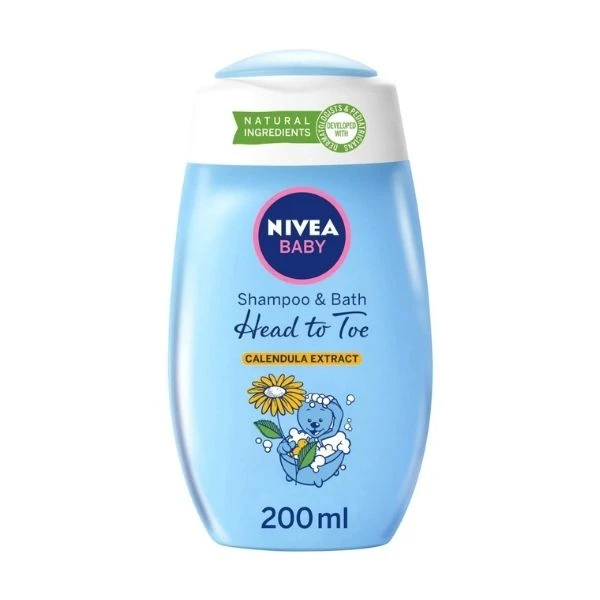 NATURAL
INGREDIENTS
DEVELOPED
WITH
DERMATOLOGISTS & PEDIATRICIANS
NIVEA
BABY
Shampoo & Bath
Head to Toe
CALENDULA EXTRACT
200ml